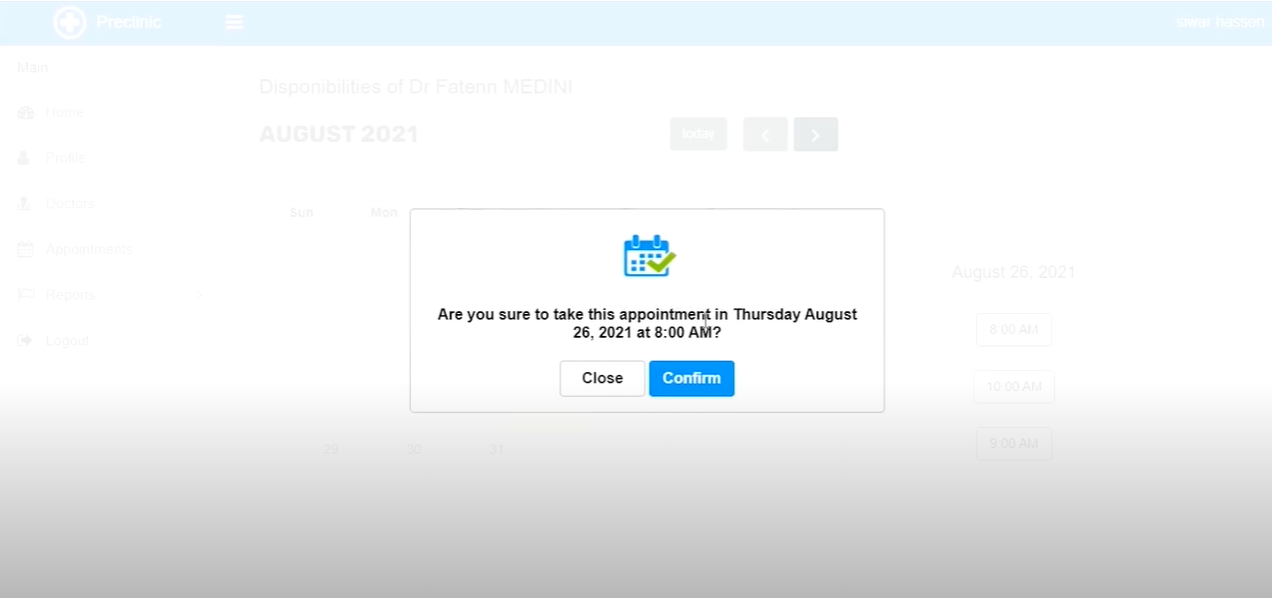 Preclinic
siwar hassen
Main
Home
Profile
Doctors
Appointments
Reports
Logout
Disponibilities of Dr Fatenn MEDINI
AUGUST 2021
today
Sun Mon
29 30 31
Are you sure to take this appointment in Thursday August
26, 2021 at 8:00 AM?
Close Confirm
August 26, 2021
8:00 AM
10:00 AM
9:00 AM